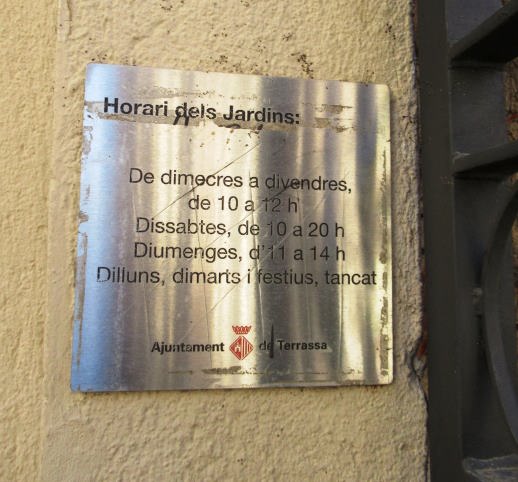 Horari dels Jardins:
De dimecres a divendres,
de 10 a 12 h
Dissabtes, de 10 a 20 h
Diumenges, d'11 a 14 h
Dilluns, dimarts i festius, tancat
Ajuntament de Terrassa